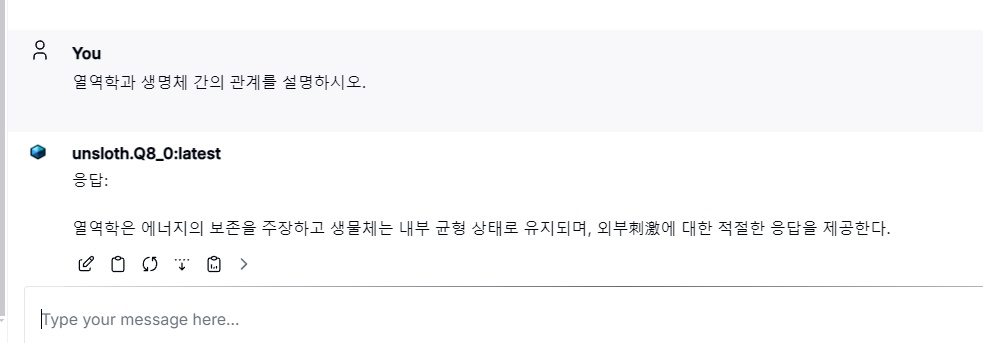 You
열역학과 생명체 간의 관계를 설명하시오.
unsloth.Q8_0:latest
응답:
열역학은 에너지의 보존을 주장하고 생물체는 내부 균형 상태로 유지되며, 외부刺激에 대한 적절한 응답을 제공한다.
Type your message here...